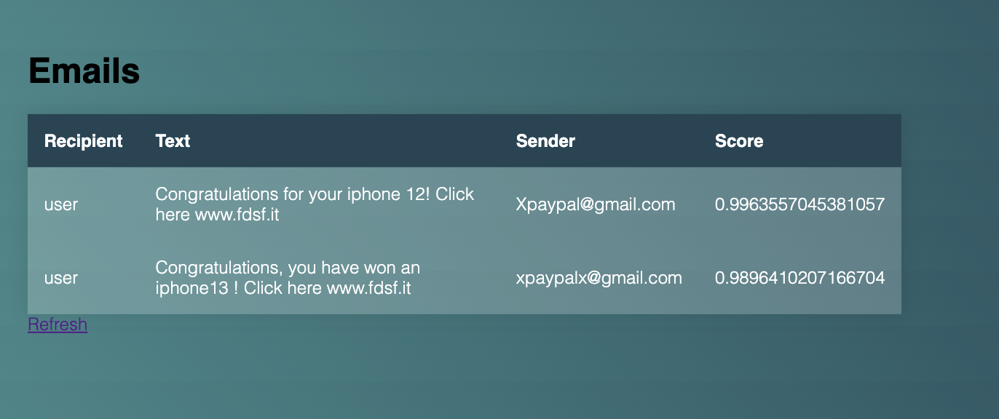 Emails
Recipient Text Sender Score
user Congratulations for your iphone 12! Click here www.fdsf.it Xpaypal@gmail.com 0.9963557045381057
user Congratulations, you have won an iphone13 ! Click here www.fdsf.it xpaypalx@gmail.com 0.9896410207166704
Refresh